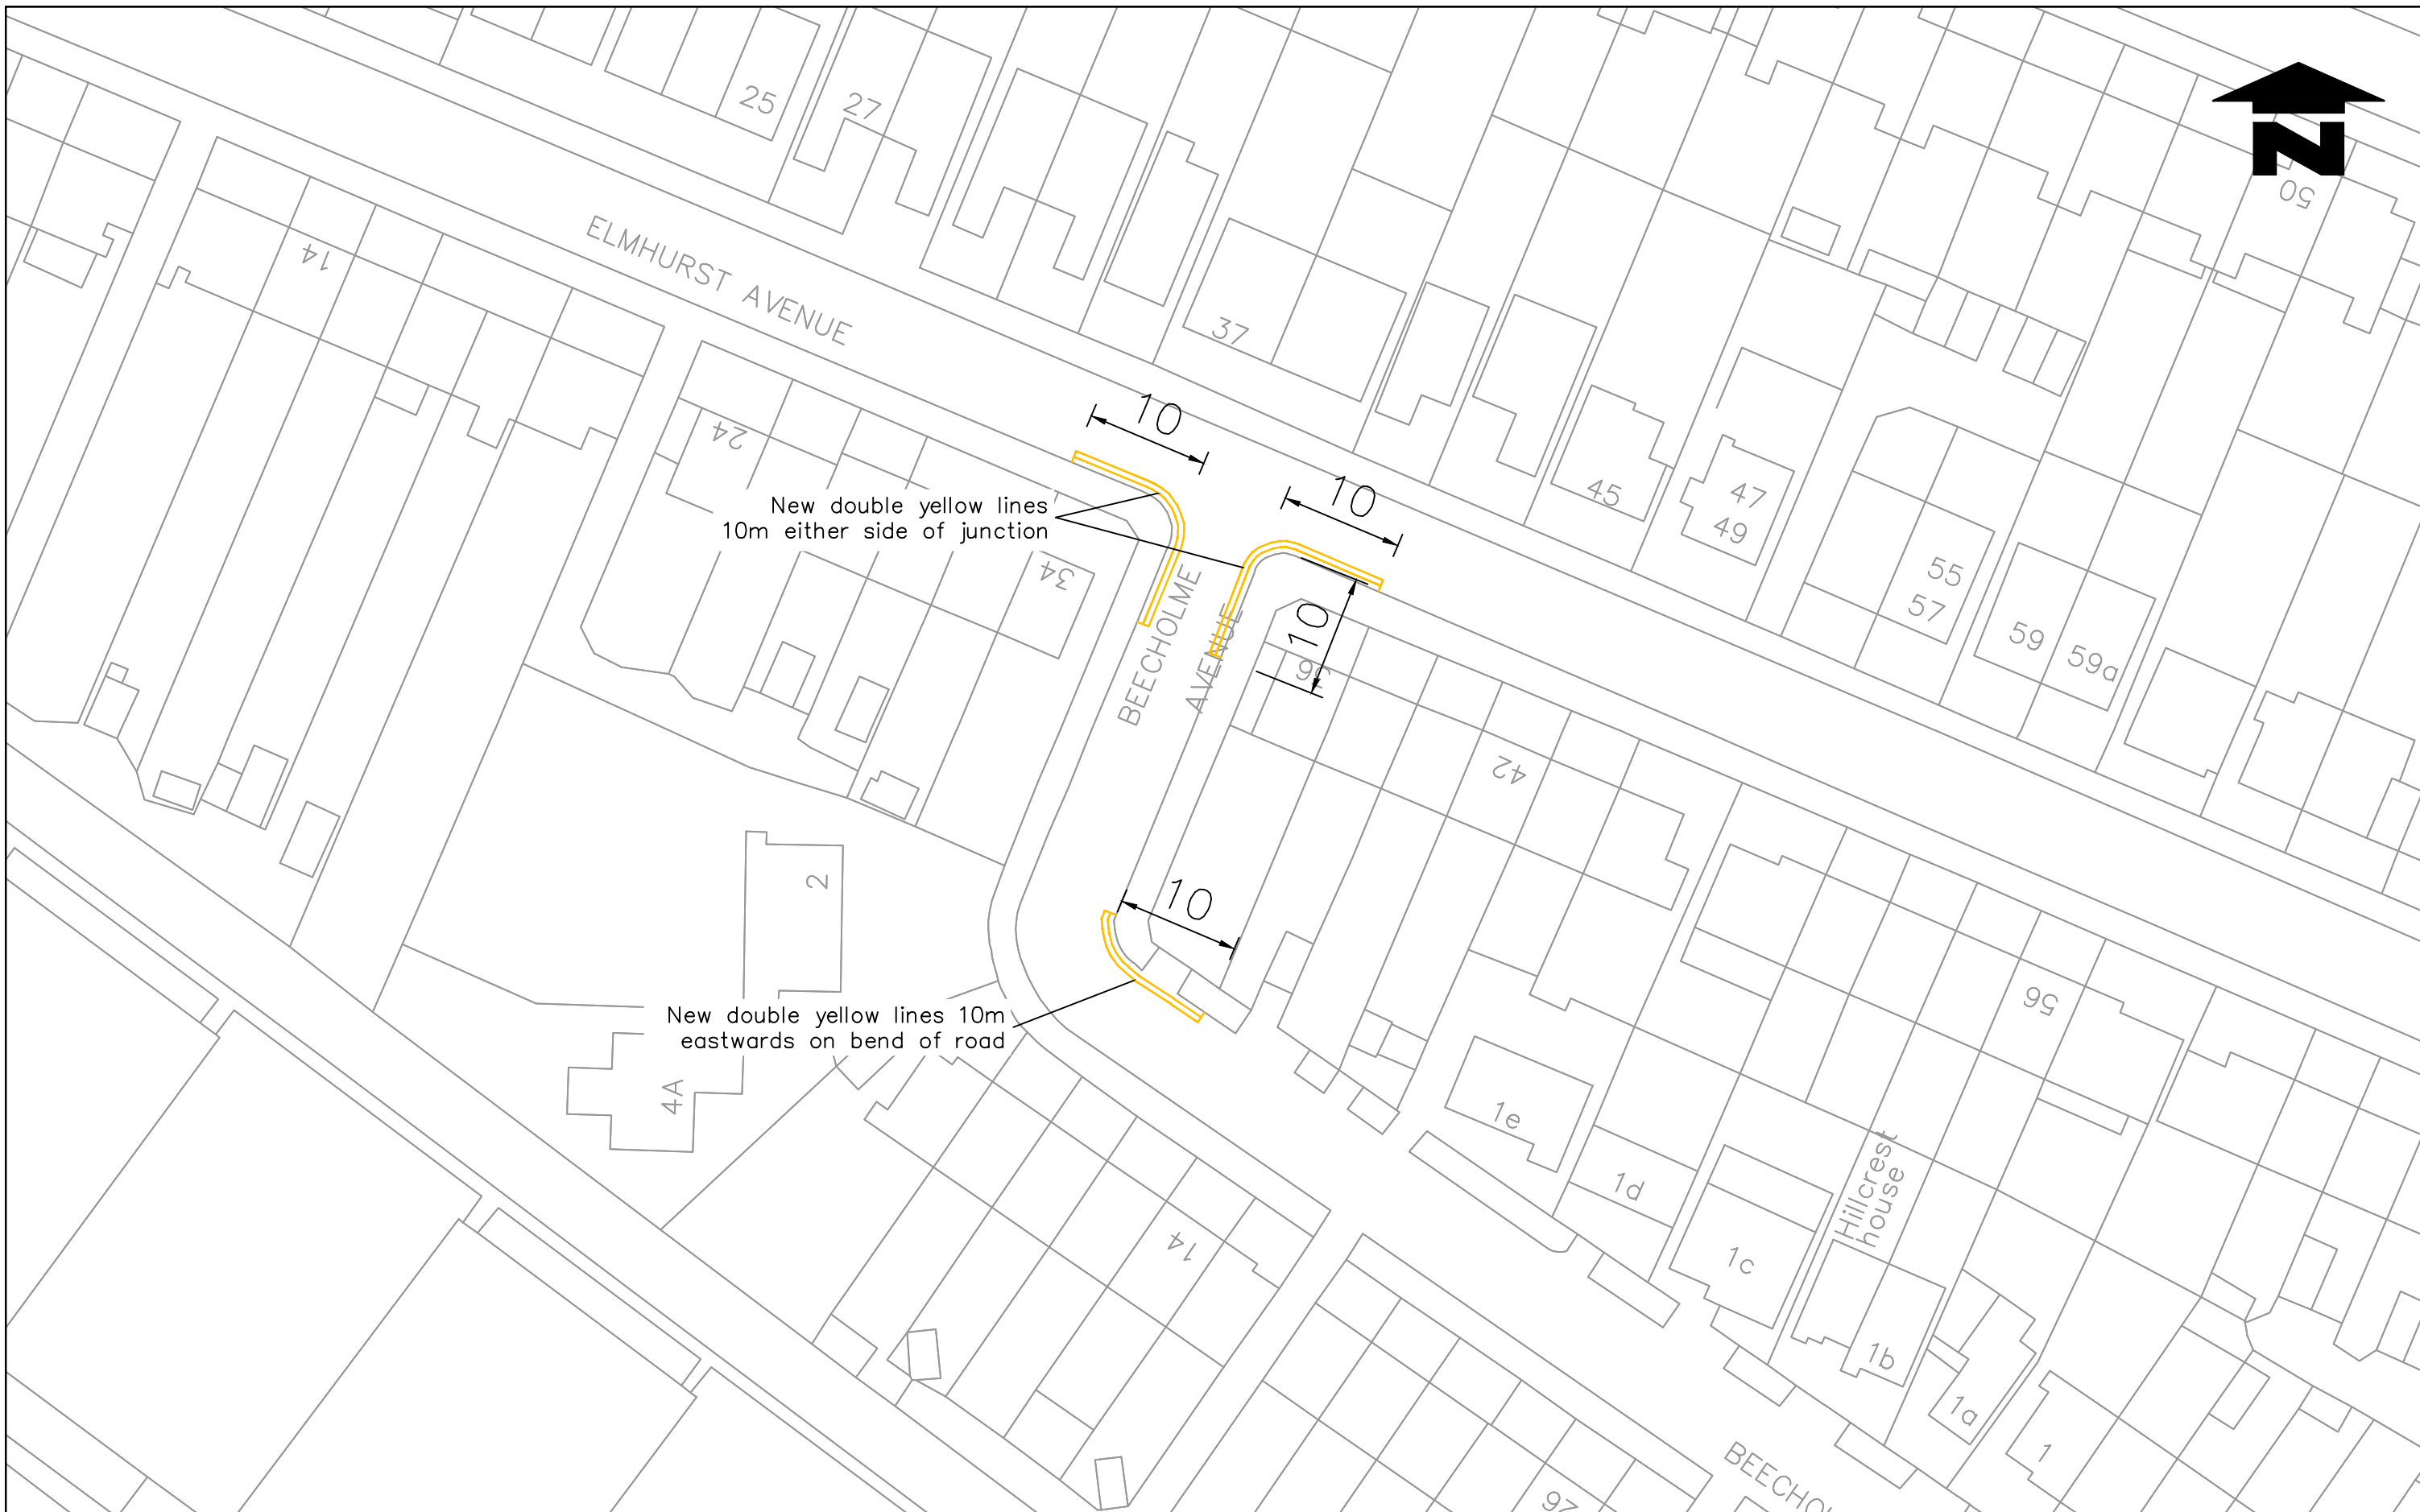 25
27
N
50
14
ELMHURST AVENUE
37
10
24
10
45
47
49
New double yellow lines
10m either side of junction
34
55
57
BEECHOLME
AVENUE
10
59
59a
36
42
2
10
56
New double yellow lines 10m
eastwards on bend of road
4A
1e
1d
Hillcrest
house
14
1c
1b
1a
1
26